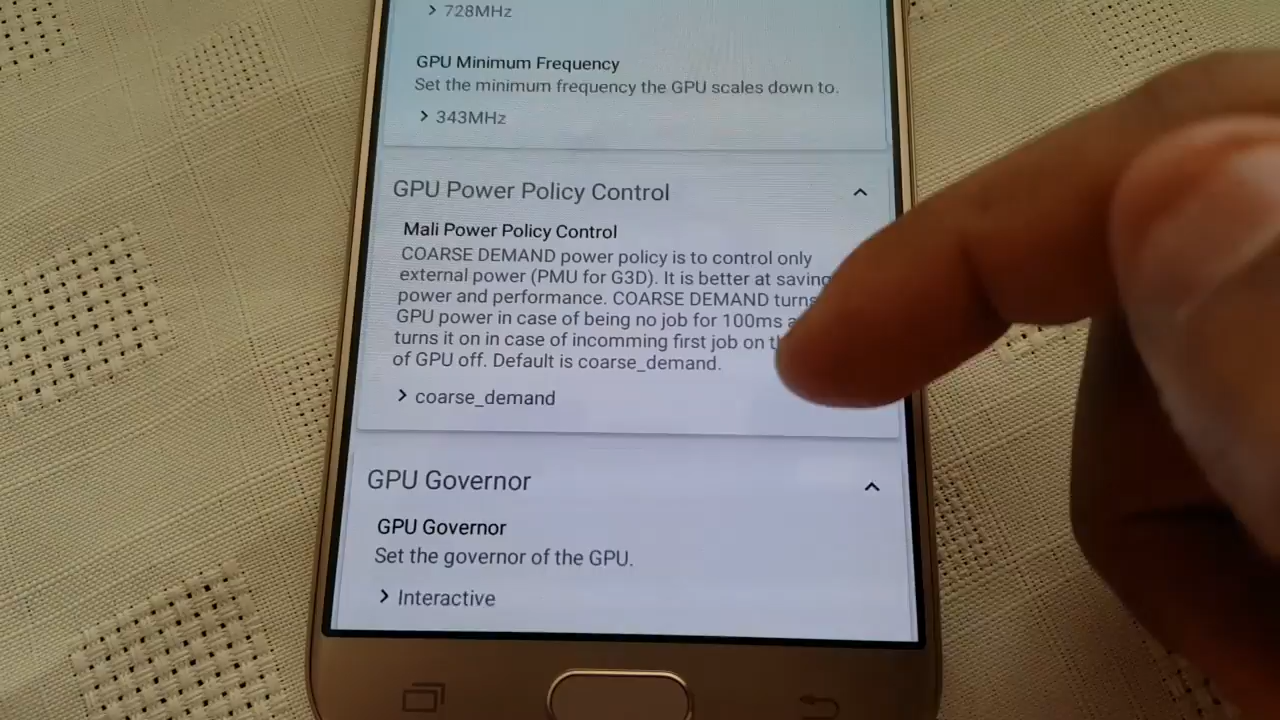 > 728MHz
GPU Minimum Frequency
Set the minimum frequency the GPU scales down to.
> 343MHz
GPU Power Policy Control
Mali Power Policy Control
COARSE DEMAND power policy is to control only
external power (PMU for G3D). It is better at saving
power and performance. COARSE DEMAND turns
GPU power in case of being no job for 100ms
turns it on in case of incomming first job on
of GPU off. Default is coarse_demand.
> coarse_demand
GPU Governor
GPU Governor
Set the governor of the GPU.
> Interactive